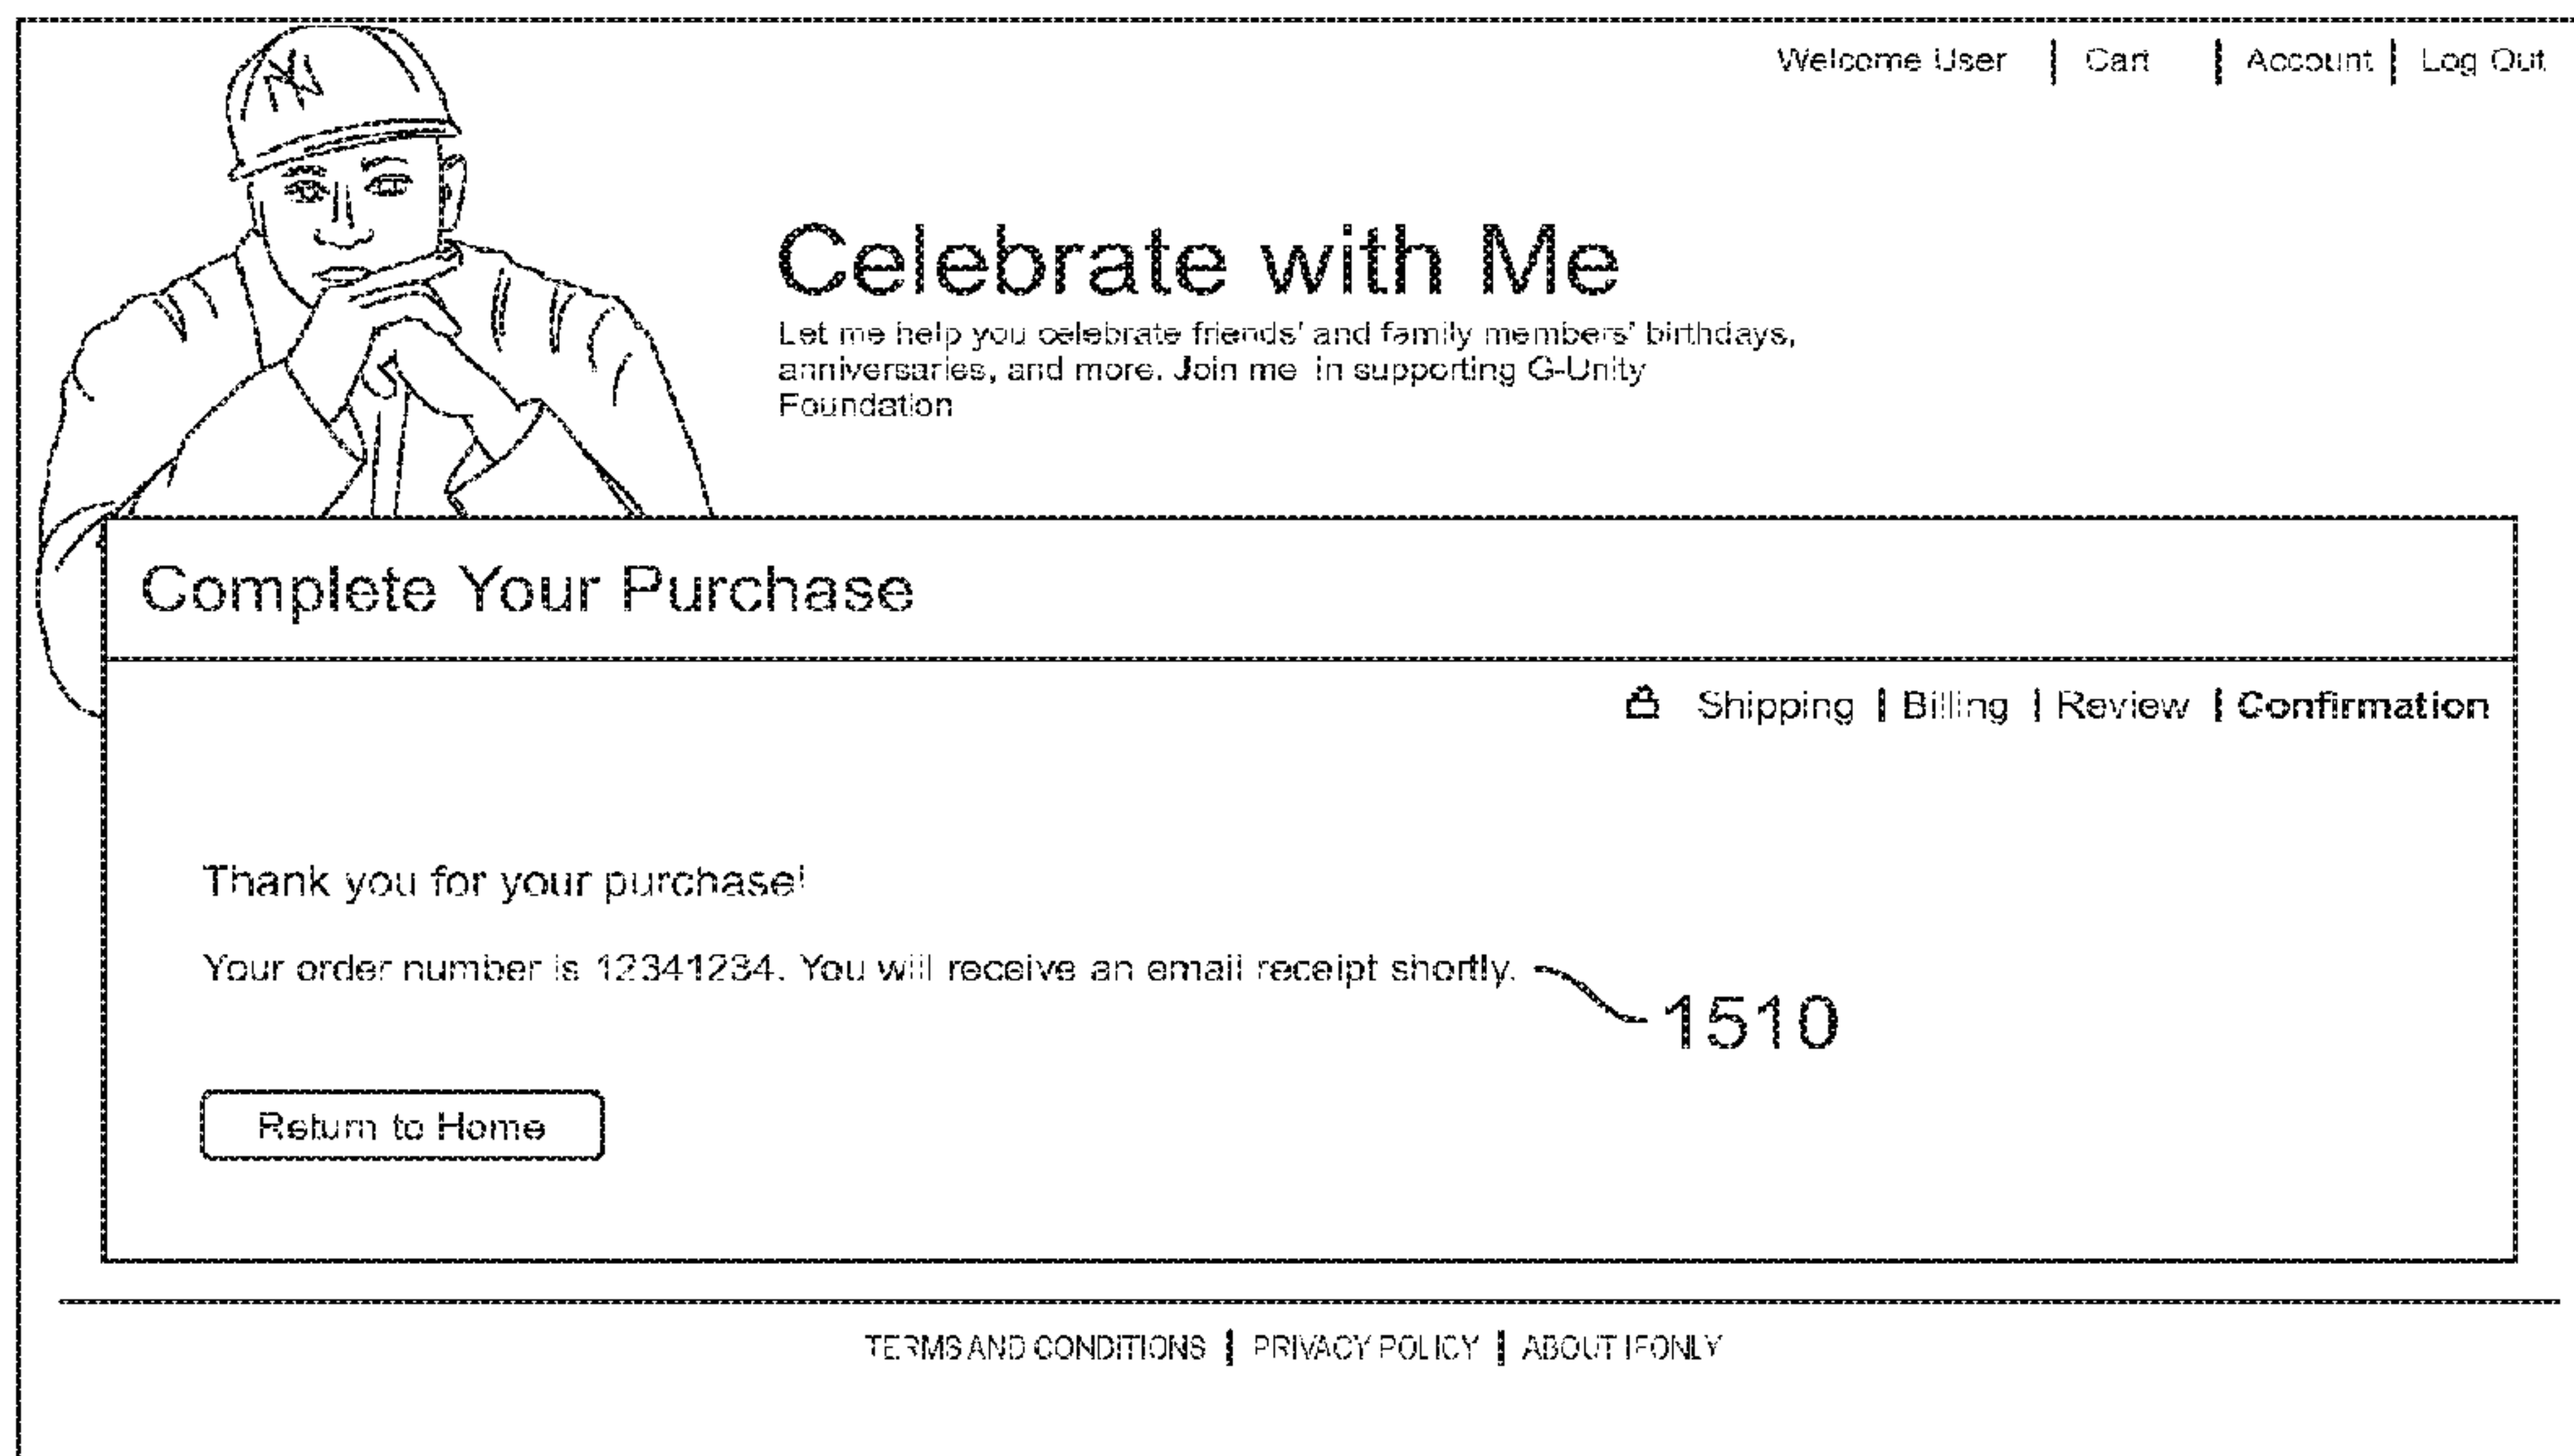 NY
Welcome User | Cart | Account | Log Out
Celebrate with Me
Let me help you celebrate friends' and family members' birthdays,
anniversaries, and more. Join me in supporting G-Unity
Foundation
Complete Your Purchase
Shipping | Billing | Review | Confirmation
Thank you for your purchase!
Your order number is 12341234. You will receive an email receipt shortly.
1510
Return to Home
TERMS AND CONDITIONS | PRIVACY POLICY | ABOUT IFONLY